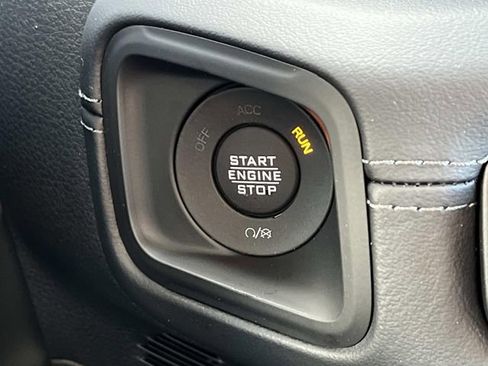 ACC
OFF
RUN
START
ENGINE
STOP